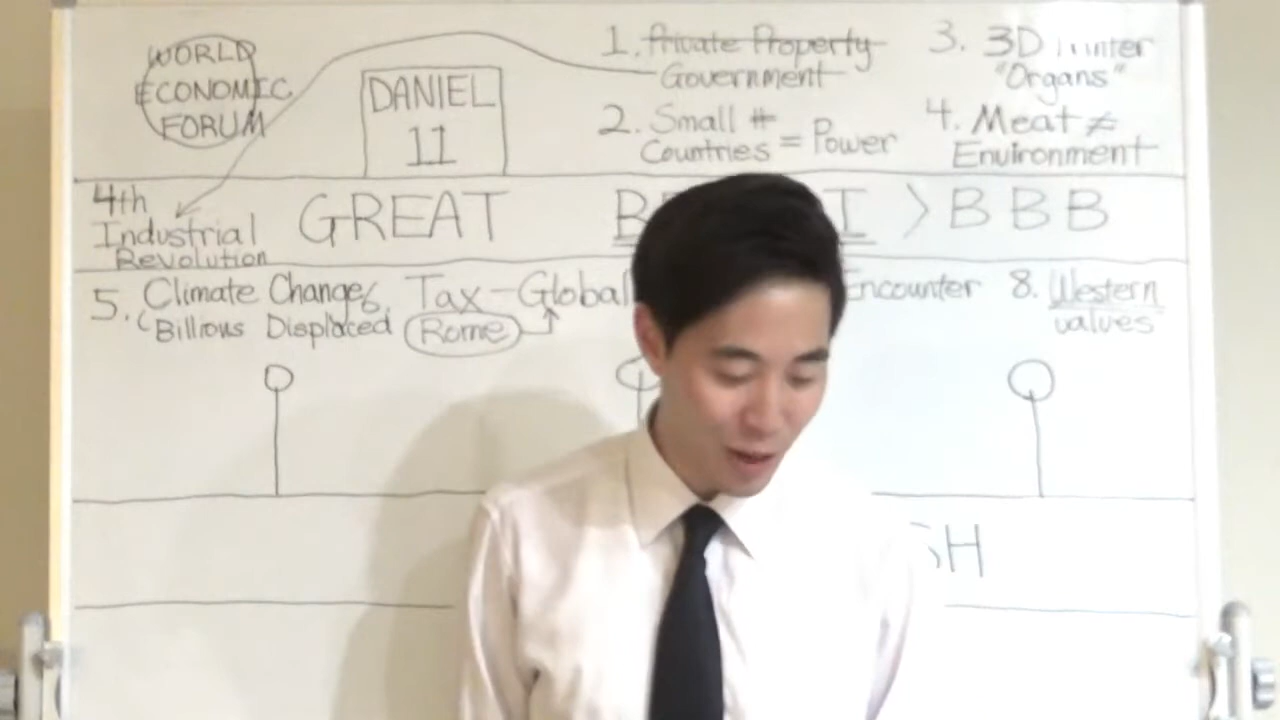 WORLD
ECONOMIC
FORUM
DANIEL
11
1. Private Property
Government
2. Small #
Countries = Power
3. 3D Printer
"Organs"
4. Meat ≠
Environment
4th
Industrial
Revolution
GREAT
I > B B B
5. Climate Change
(Billions Displaced
6. Tax - Global
Rome
Encounter
8. Western
values
SH